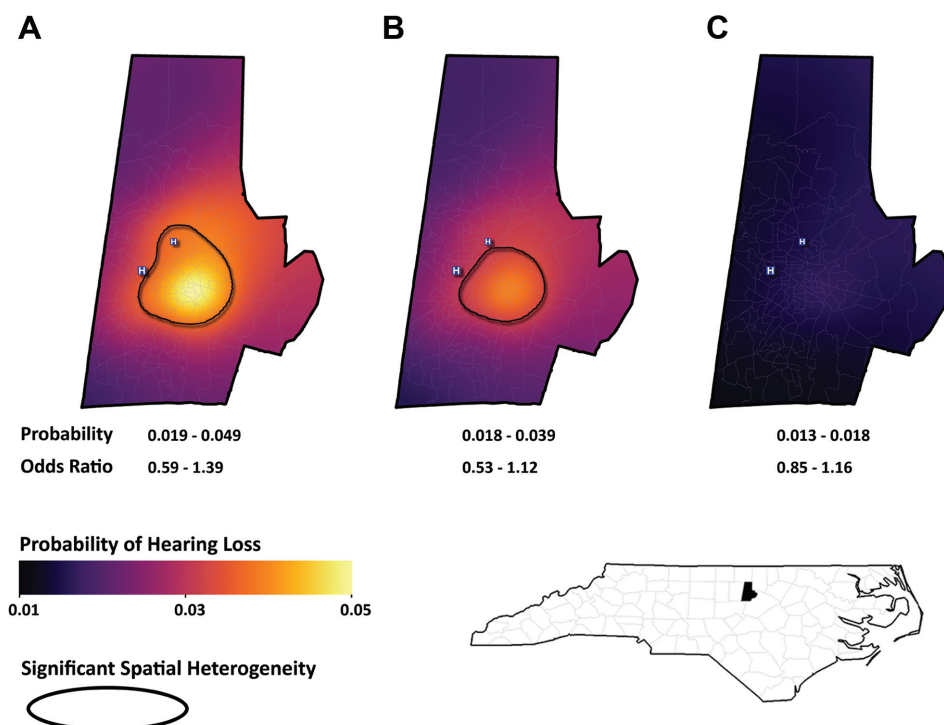 A B C
H H H
H H H
Probability 0.019 - 0.049 0.018 - 0.039 0.013 - 0.018
Odds Ratio 0.59 - 1.39 0.53 - 1.12 0.85 - 1.16
Probability of Hearing Loss
0.01 0.03 0.05
Significant Spatial Heterogeneity